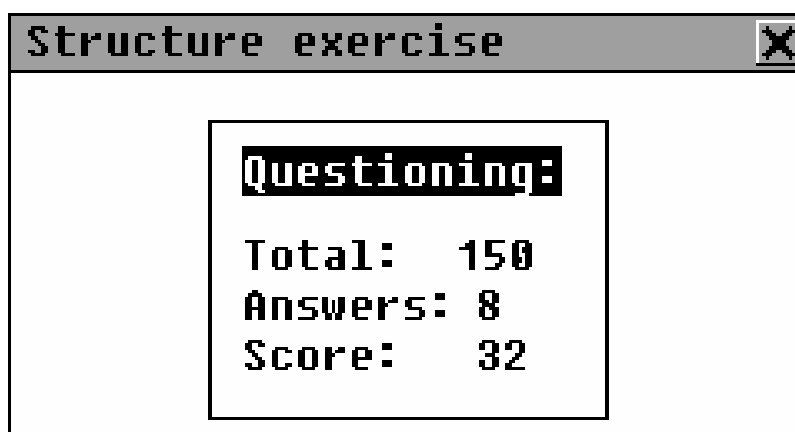 Structure exercise
Questioning:
Total: 150
Answers: 8
Score: 32